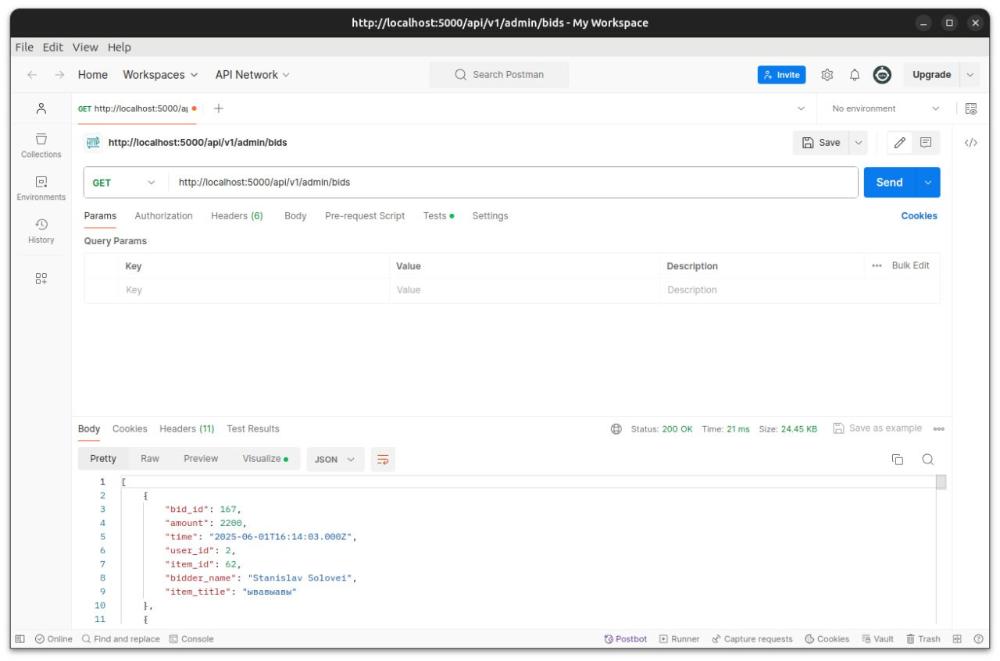 http://localhost:5000/api/v1/admin/bids - My Workspace
File Edit View Help
Home Workspaces API Network Search Postman Invite Upgrade
GET http://localhost:5000/ap No environment
HTTP http://localhost:5000/api/v1/admin/bids Save
Collections
GET http://localhost:5000/api/v1/admin/bids Send
Environments
Params Authorization Headers (6) Body Pre-request Script Tests Settings Cookies
History
Query Params
Key Value Description Bulk Edit
Key Value Description
Body Cookies Headers (11) Test Results Status: 200 OK Time: 21 ms Size: 24.45 KB Save as example
Pretty Raw Preview Visualize JSON
1 [
2 {
3 "bid_id": 167,
4 "amount": 2200,
5 "time": "2025-06-01T16:14:03.000Z",
6 "user_id": 2,
7 "item_id": 62,
8 "bidder_name": "Stanislav Solovei",
9 "item_title": "ывавыавы"
10 },
11 {
Online Find and replace Console Postbot Runner Capture requests Cookies Vault Trash